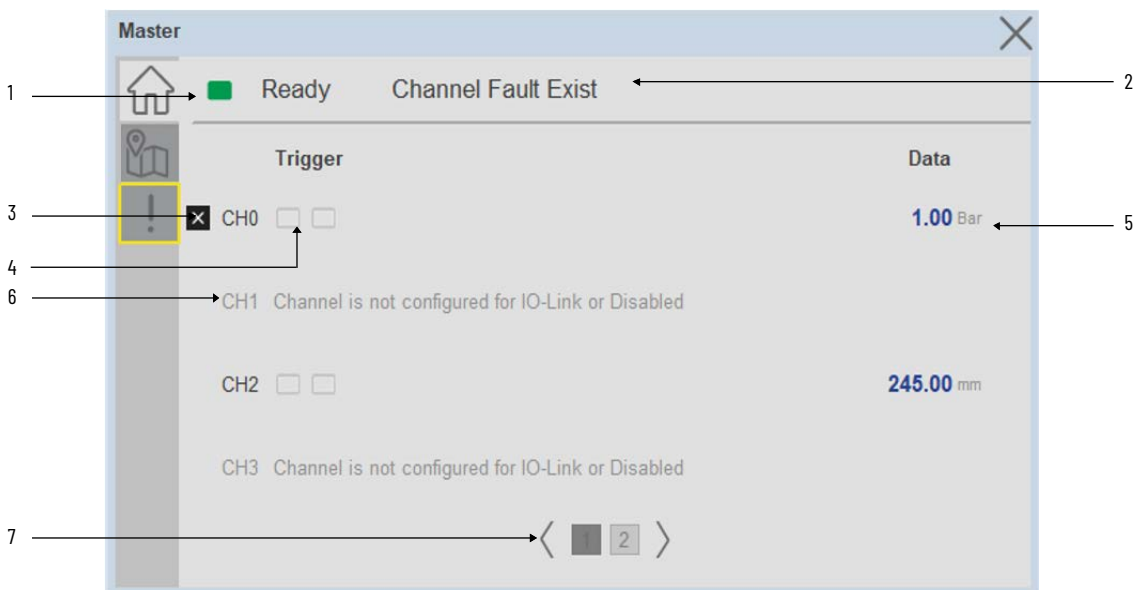 Master
1
Ready Channel Fault Exist
2
Trigger Data
3
CH0
1.00 Bar
5
4
6
CH1 Channel is not configured for IO-Link or Disabled
CH2
245.00 mm
CH3 Channel is not configured for IO-Link or Disabled
7
1 2